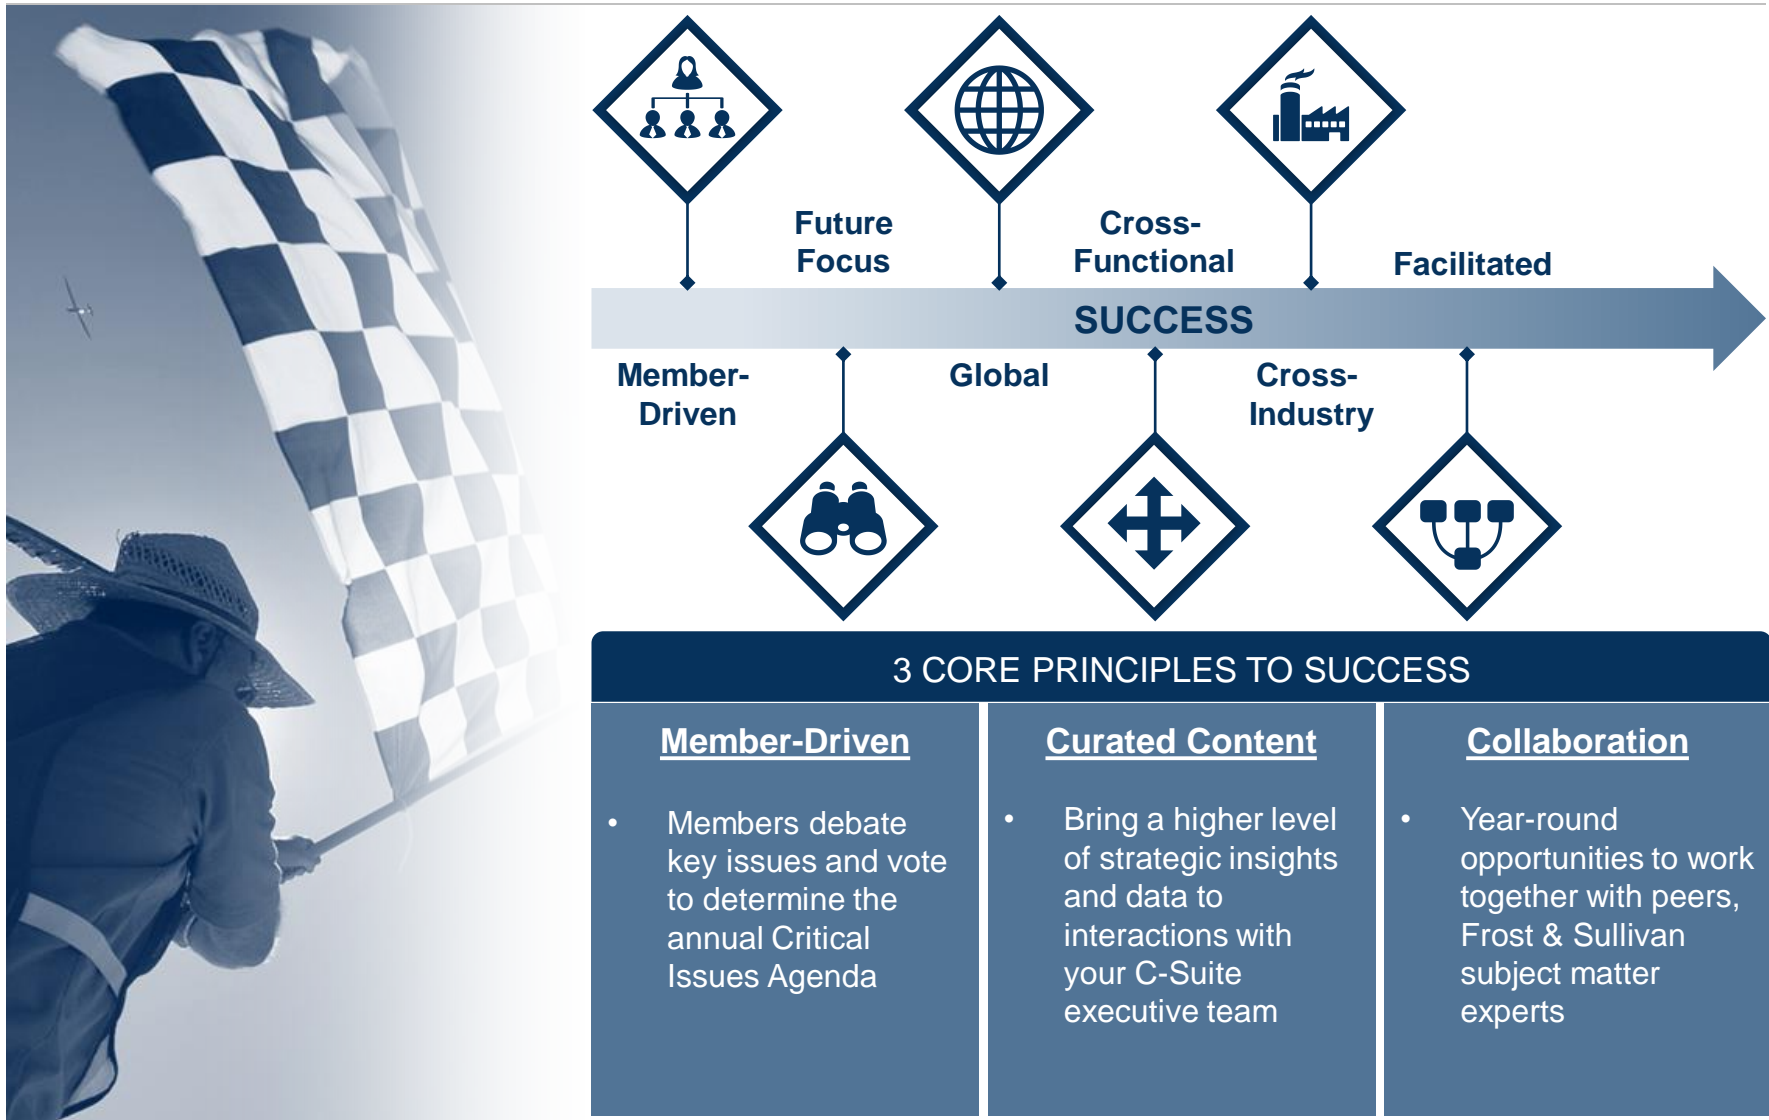 Future
Focus
Cross-
Functional
Facilitated
SUCCESS
Member-
Driven
Global
Cross-
Industry
3 CORE PRINCIPLES TO SUCCESS
Member-Driven
• Members debate
key issues and vote
to determine the
annual Critical
Issues Agenda
Curated Content
• Bring a higher level
of strategic insights
and data to
interactions with
your C-Suite
executive team
Collaboration
• Year-round
opportunities to work
together with peers,
Frost & Sullivan
subject matter
experts